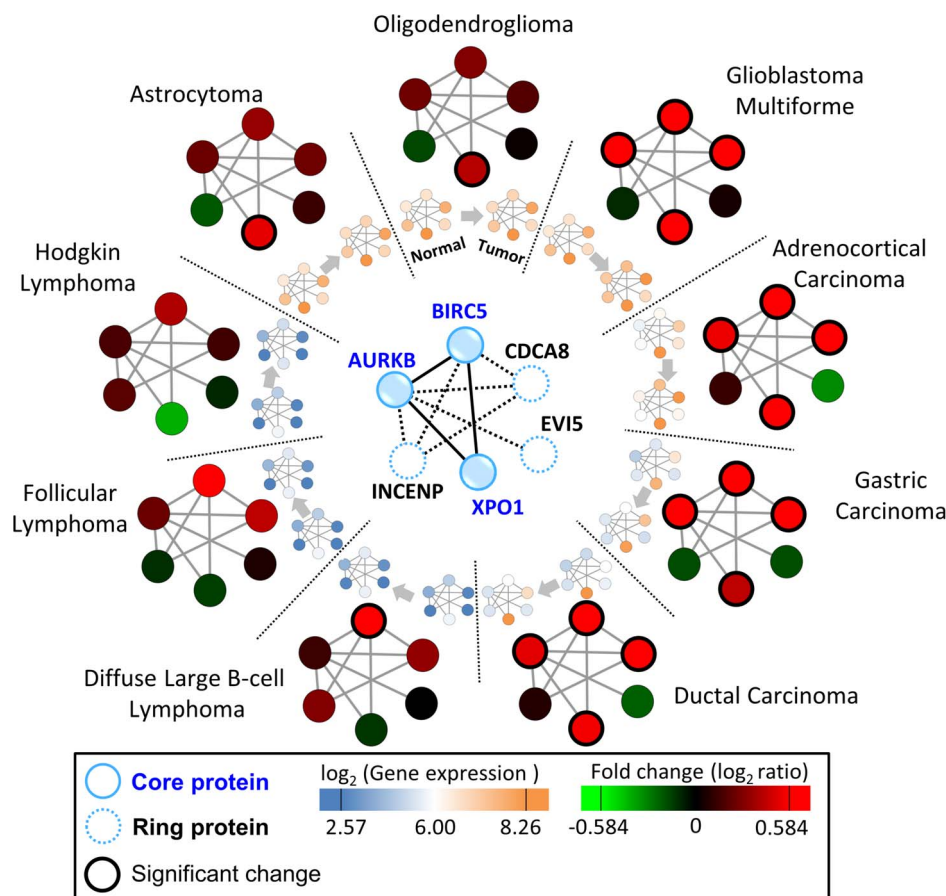 Oligodendroglioma
Astrocytoma
Glioblastoma
Multiforme
Hodgkin
Lymphoma
Normal
Tumor
Adrenocortical
Carcinoma
BIRC5
AURKB
CDCA8
EVI5
INCENP
XPO1
Follicular
Lymphoma
Gastric
Carcinoma
Diffuse Large B-cell
Lymphoma
Ductal Carcinoma
Core protein
Ring protein
Significant change
log2 (Gene expression )
2.57 6.00 8.26
Fold change (log2 ratio)
-0.584 0 0.584